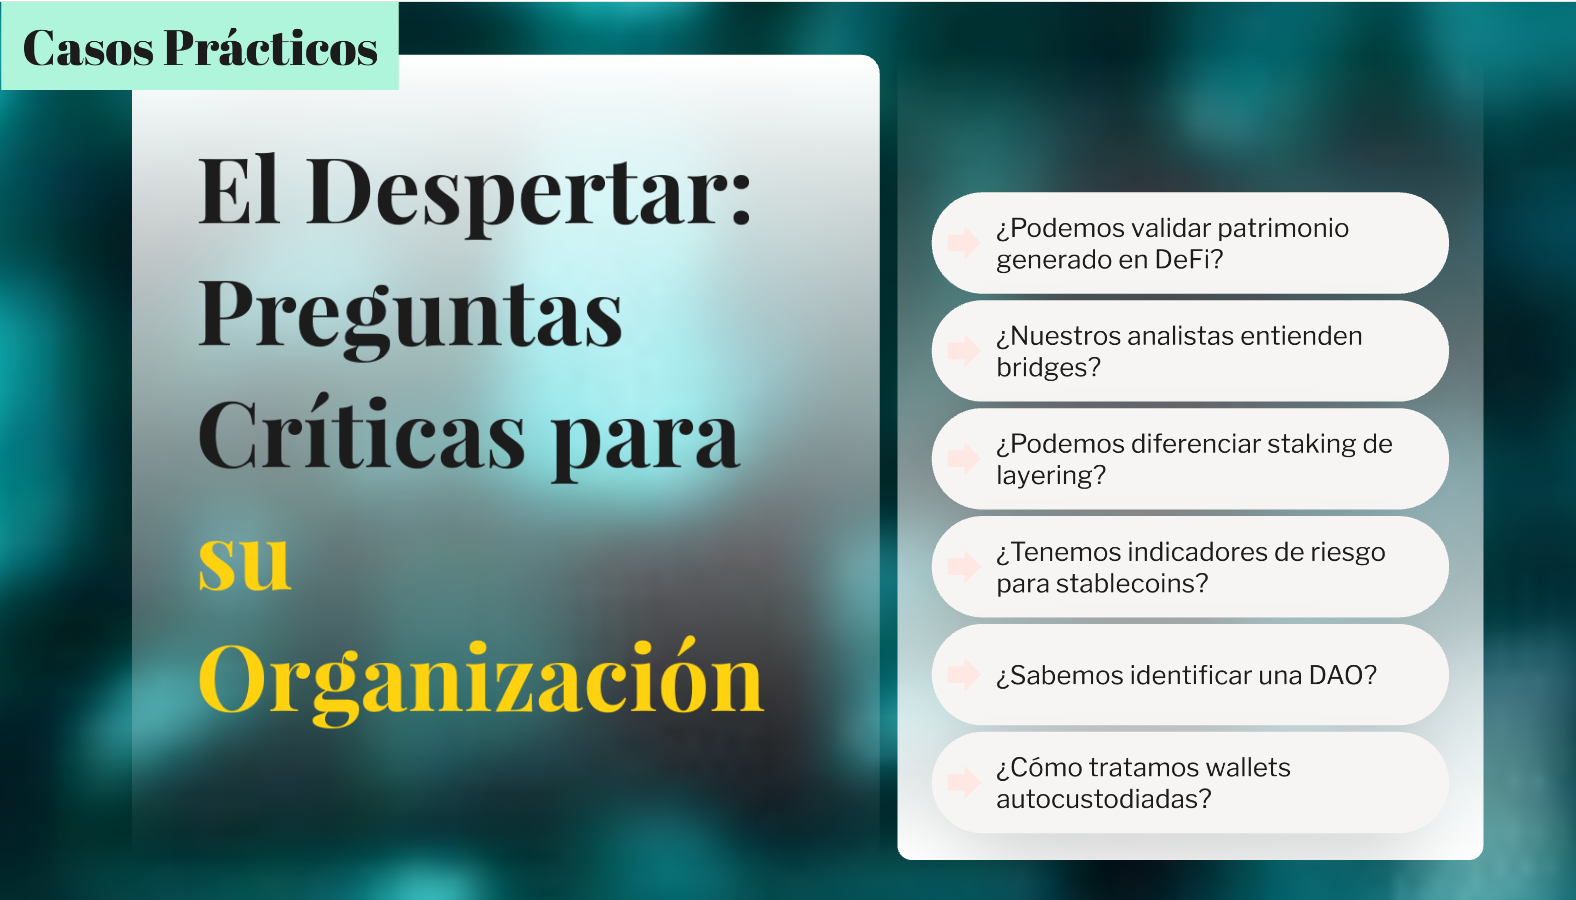 Casos Prácticos
El Despertar:
Preguntas
Críticas para
su
Organización
¿Podemos validar patrimonio
generado en DeFi?
¿Nuestros analistas entienden
bridges?
¿Podemos diferenciar staking de
layering?
¿Tenemos indicadores de riesgo
para stablecoins?
¿Sabemos identificar una DAO?
¿Cómo tratamos wallets
autocustodiadas?